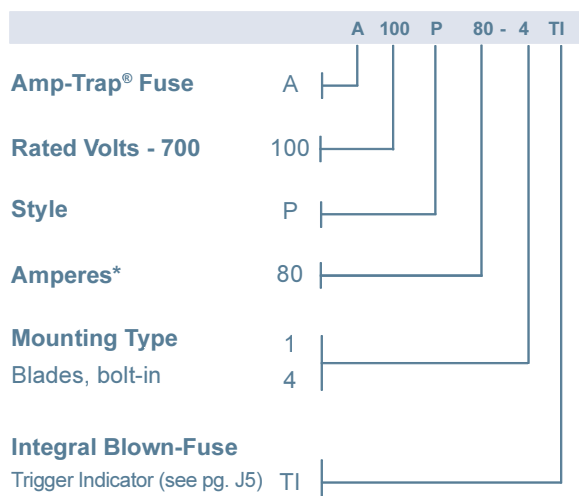 A 100 P 80 - 4 TI
Amp-Trap® Fuse A
Rated Volts - 700 100
Style P
Amperes* 80
Mounting Type 1
Blades, bolt-in 4
Integral Blown-Fuse
Trigger Indicator (see pg. J5) TI